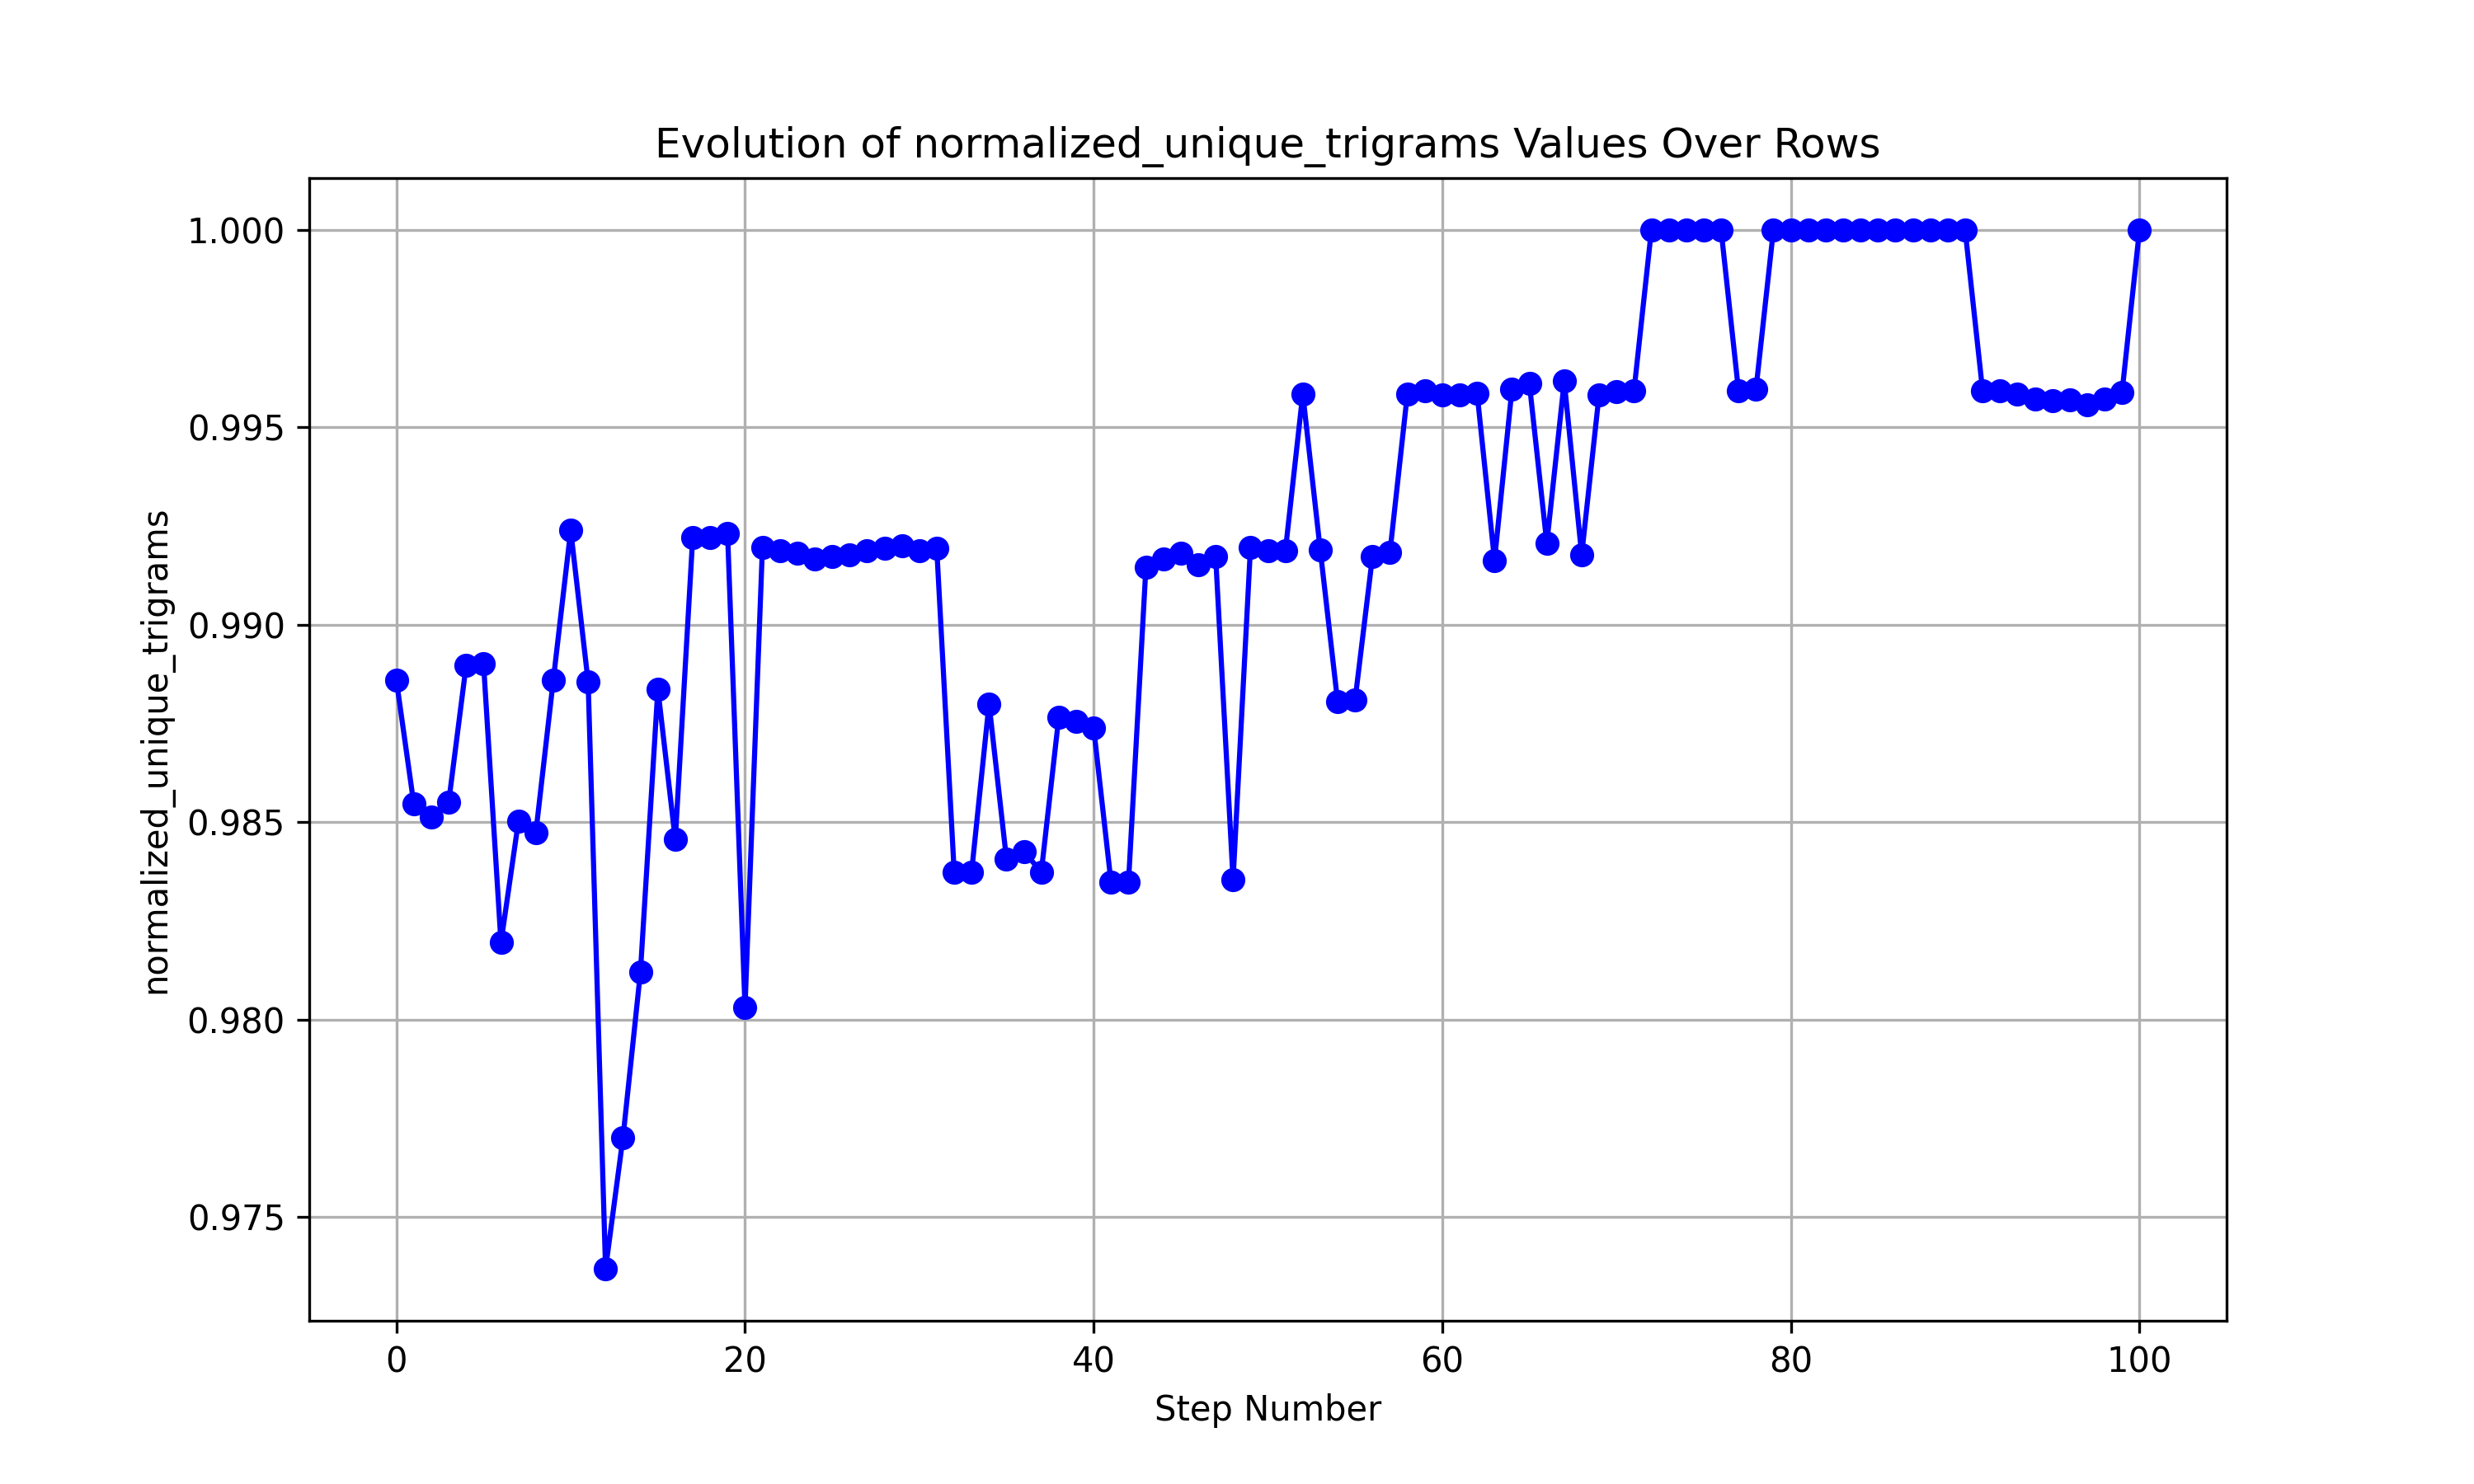 Evolution of normalized_unique_trigrams Values Over Rows
normalized_unique_trigrams
1.000
0.995
0.990
0.985
0.980
0.975
0 20 40 60 80 100
Step Number